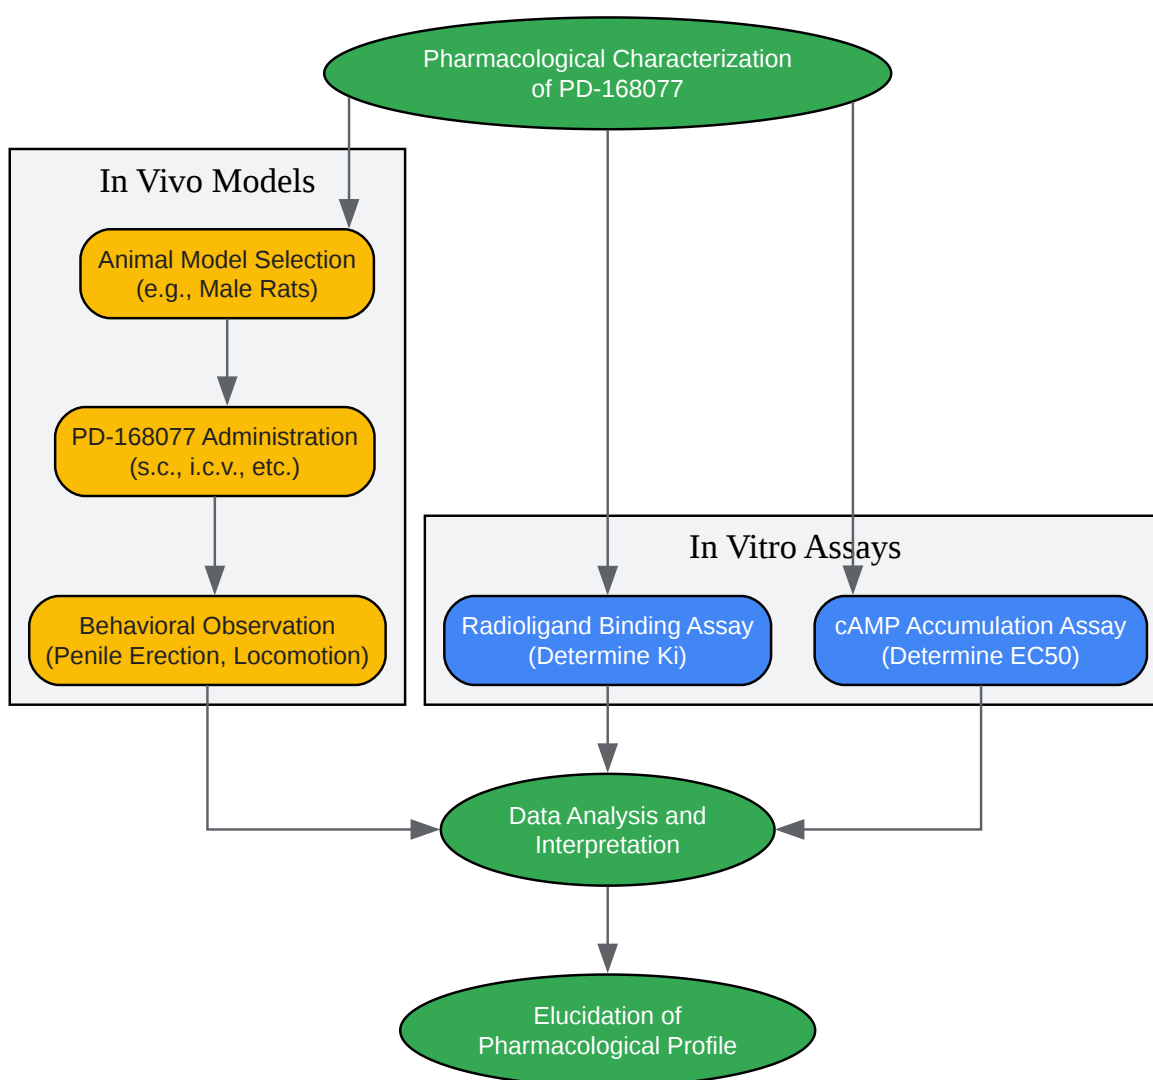 Pharmacological Characterization
of PD-168077
In Vivo Models
Animal Model Selection
(e.g., Male Rats)
PD-168077 Administration
(s.c., i.c.v., etc.)
Behavioral Observation
(Penile Erection, Locomotion)
In Vitro Assays
Radioligand Binding Assay
(Determine Ki)
cAMP Accumulation Assay
(Determine EC50)
Data Analysis and
Interpretation
Elucidation of
Pharmacological Profile